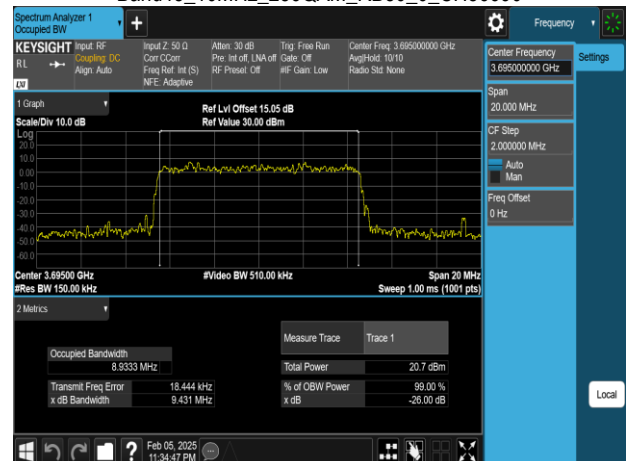 Spectrum Analyzer 1
Occupied BW
Frequency
KEYSIGHT
RL
LXI
Input: RF
Coupling: DC
Align: Auto
Input Z: 50 Ω
Corr CCorr
Freq Ref: Int (S)
NFE: Adaptive
Atten: 30 dB
Pre: Int off, LNA off
RF Preset: Off
Trig: Free Run
Gate: Off
#IF Gain: Low
Center Freq: 3.695000000 GHz
Avg|Hold: 10/10
Radio Std: None
Center Frequency
3.695000000 GHz
Settings
Span
20.000 MHz
CF Step
2.000000 MHz
Auto
Man
Freq Offset
0 Hz
Local
1 Graph
Scale/Div 10.0 dB
Ref Lvl Offset 15.05 dB
Ref Value 30.00 dBm
Log
20.0
10.0
0.00
-10.0
-20.0
-30.0
-40.0
-50.0
-60.0
Center 3.69500 GHz
#Res BW 150.00 kHz
#Video BW 510.00 kHz
Span 20 MHz
Sweep 1.00 ms (1001 pts)
2 Metrics
Measure Trace Trace 1
Occupied Bandwidth
8.9333 MHz
Total Power 20.7 dBm
Transmit Freq Error 18.444 kHz
% of OBW Power 99.00 %
x dB Bandwidth 9.431 MHz
x dB -26.00 dB
Feb 05, 2025
11:34:47 PM